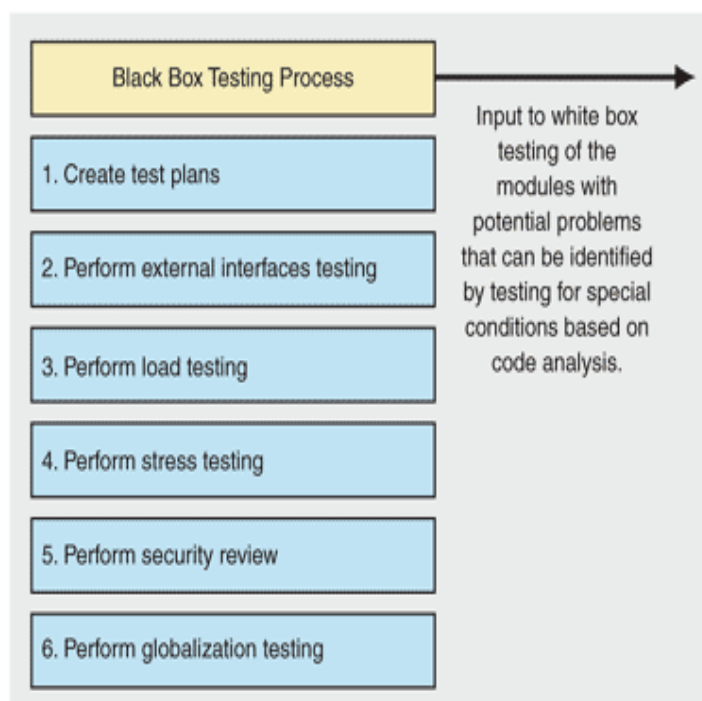 Black Box Testing Process
1. Create test plans
2. Perform external interfaces testing
3. Perform load testing
4. Perform stress testing
5. Perform security review
6. Perform globalization testing
Input to white box
testing of the
modules with
potential problems
that can be identified
by testing for special
conditions based on
code analysis.